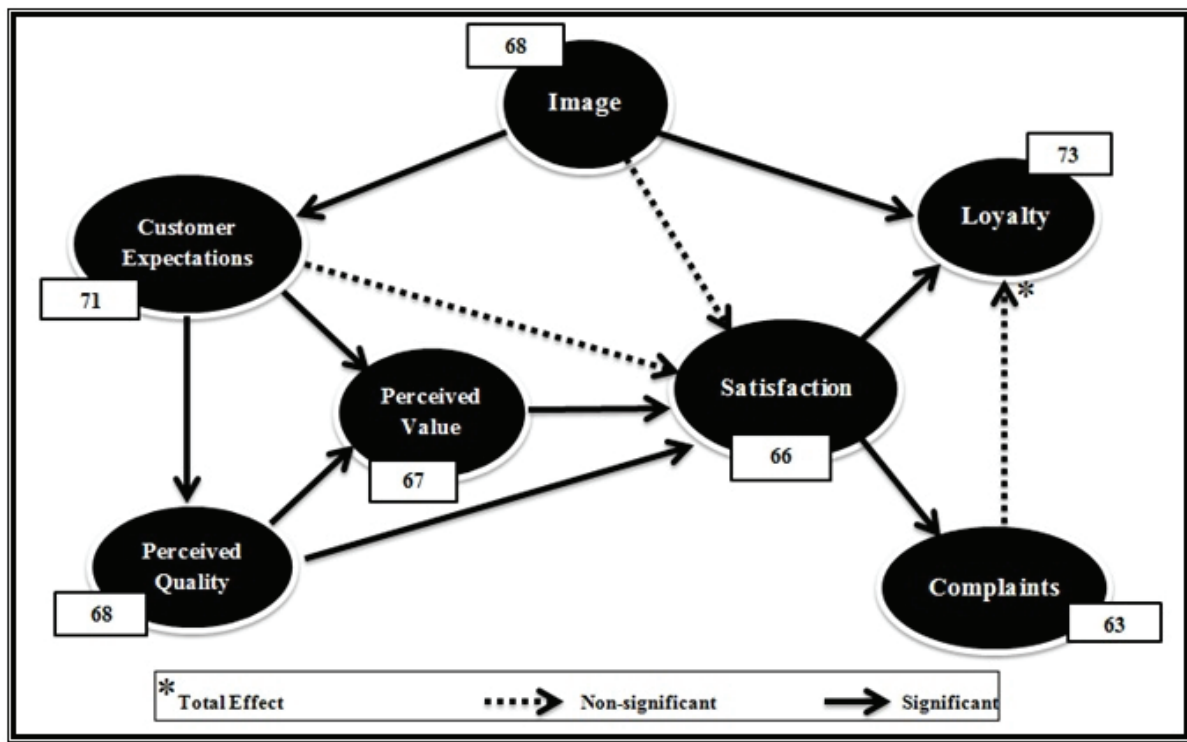 68
Image
73
Loyalty
Customer
Expectations
71
Perceived
Value
67
Satisfaction
66
Perceived
Quality
68
Complaints
63
*
* Total Effect
Non-significant
Significant